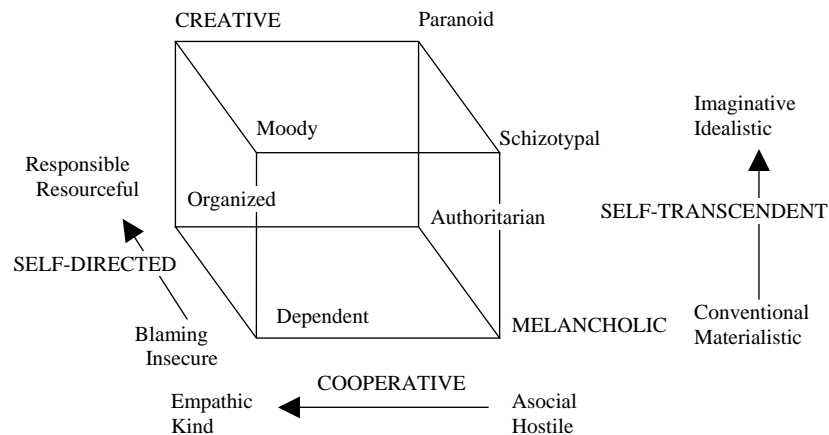 CREATIVE
Paranoid
Moody
Schizotypal
Imaginative
Idealistic
Responsible
Resourceful
Organized
Authoritarian
SELF-TRANSCENDENT
SELF-DIRECTED
Blaming
Insecure
Dependent
MELANCHOLIC
Conventional
Materialistic
COOPERATIVE
Empathic
Kind
Asocial
Hostile